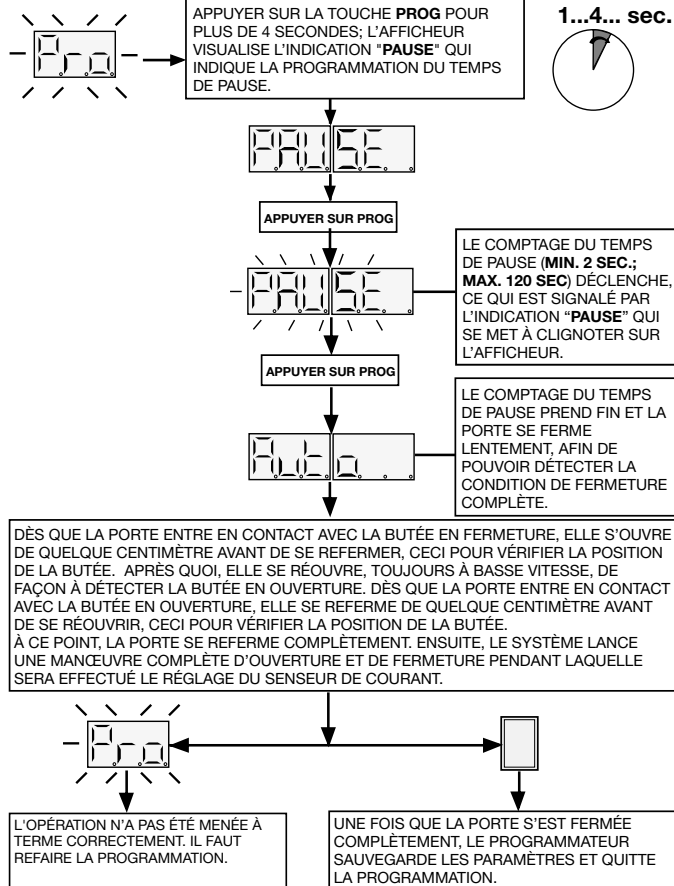 APPUYER SUR LA TOUCHE PROG POUR
PLUS DE 4 SECONDES; L'AFFICHEUR
VISUALISE L'INDICATION "PAUSE" QUI
INDIQUE LA PROGRAMMATION DU TEMPS
DE PAUSE.
1...4... sec.
Pro
PAUSE
APPUYER SUR PROG
PAUSE
LE COMPTAGE DU TEMPS
DE PAUSE (MIN. 2 SEC.;
MAX. 120 SEC) DÉCLENCHE,
CE QUI EST SIGNALÉ PAR
L'INDICATION “PAUSE” QUI
SE MET À CLIGNOTER SUR
L'AFFICHEUR.
APPUYER SUR PROG
Auto
LE COMPTAGE DU TEMPS
DE PAUSE PREND FIN ET LA
PORTE SE FERME
LENTEMENT, AFIN DE
POUVOIR DÉTECTER LA
CONDITION DE FERMETURE
COMPLÈTE.
DÈS QUE LA PORTE ENTRE EN CONTACT AVEC LA BUTÉE EN FERMETURE, ELLE S’OUVRE
DE QUELQUE CENTIMÈTRE AVANT DE SE REFERMER, CECI POUR VÉRIFIER LA POSITION
DE LA BUTÉE. APRÈS QUOI, ELLE SE RÉOUVRE, TOUJOURS À BASSE VITESSE, DE
FAÇON À DÉTECTER LA BUTÉE EN OUVERTURE. DÈS QUE LA PORTE ENTRE EN CONTACT
AVEC LA BUTÉE EN OUVERTURE, ELLE SE REFERME DE QUELQUE CENTIMÈTRE AVANT
DE SE RÉOUVRIR, CECI POUR VÉRIFIER LA POSITION DE LA BUTÉE.
À CE POINT, LA PORTE SE REFERME COMPLÈTEMENT. ENSUITE, LE SYSTÈME LANCE
UNE MANŒUVRE COMPLÈTE D’OUVERTURE ET DE FERMETURE PENDANT LAQUELLE
SERA EFFECTUÉ LE RÉGLAGE DU SENSEUR DE COURANT.
Pro
L'OPÉRATION N’A PAS ÉTÉ MENÉE À
TERME CORRECTEMENT. IL FAUT
REFAIRE LA PROGRAMMATION.
UNE FOIS QUE LA PORTE S’EST FERMÉE
COMPLÈTEMENT, LE PROGRAMMATEUR
SAUVEGARDE LES PARAMÈTRES ET QUITTE
LA PROGRAMMATION.